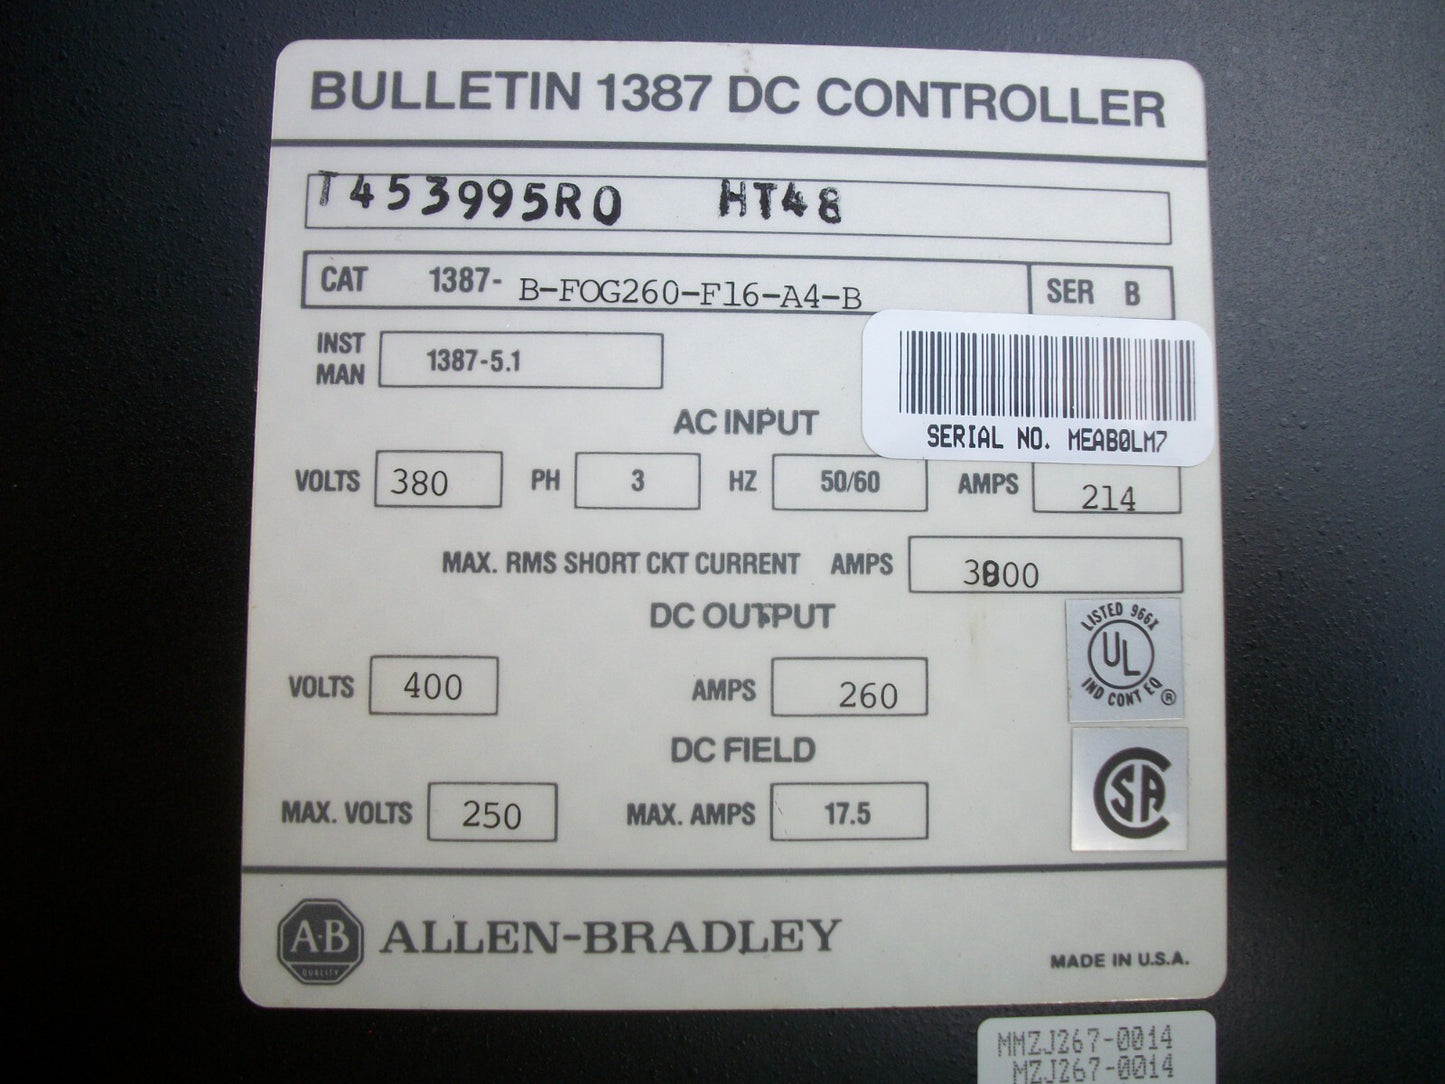 BULLETIN 1387 DC CONTROLLER
T453995R0 HT48
CAT 1387- B-FOG260-F16-A4-B SER B
INST MAN 1387-5.1
SERIAL NO. MEAB0LM7
AC INPUT
VOLTS 380 PH 3 HZ 50/60 AMPS 214
MAX. RMS SHORT CKT CURRENT AMPS
DC OUTPUT
LISTED 966X
UL
IND CONT EQ ®
VOLTS 400 AMPS 260
DC FIELD
MAX. VOLTS 250 MAX. AMPS 17.5
CSA
A-B
QUALITY
ALLEN-BRADLEY
MADE IN U.S.A.
MMZJ267-0014
MZJ267-0014